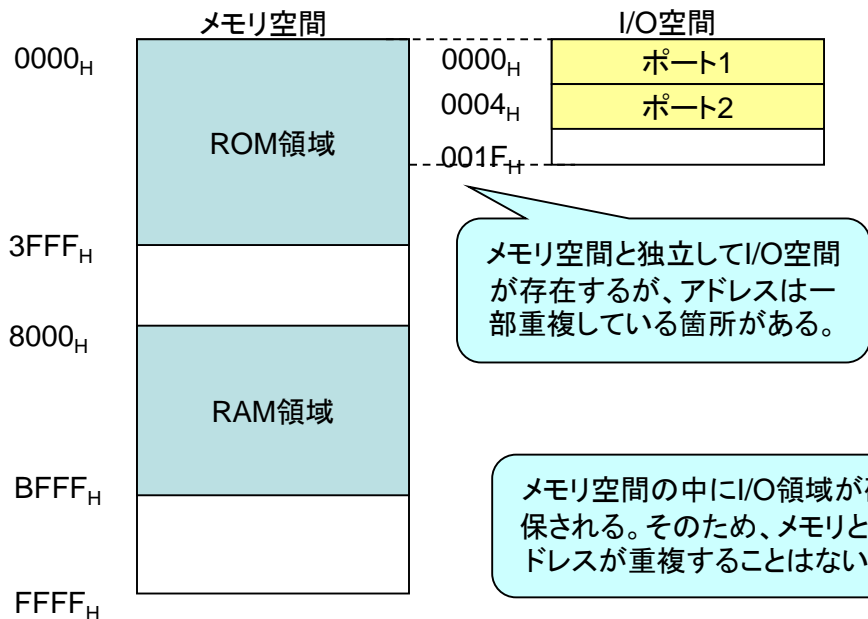 メモリ空間
I/O空間
0000H
ROM領域
3FFFH
8000H
RAM領域
BFFFH
FFFFH
0000H
ポート1
0004H
ポート2
001FH
メモリ空間と独立してI/O空間
が存在するが、アドレスは一
部重複している箇所がある。
メモリ空間の中にI/O領域が
保される。そのため、メモリと
ドレスが重複することはない